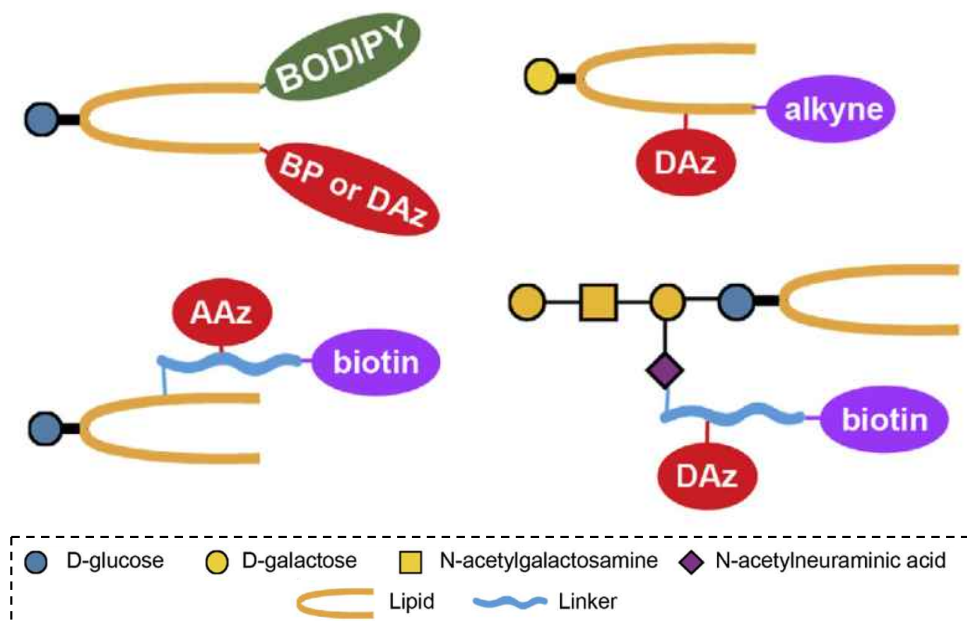 BODIPY
BP or DAz
alkyne
DAz
AAz
biotin
biotin
DAz
D-glucose
D-galactose
N-acetylgalactosamine
N-acetylneuraminic acid
Lipid
Linker